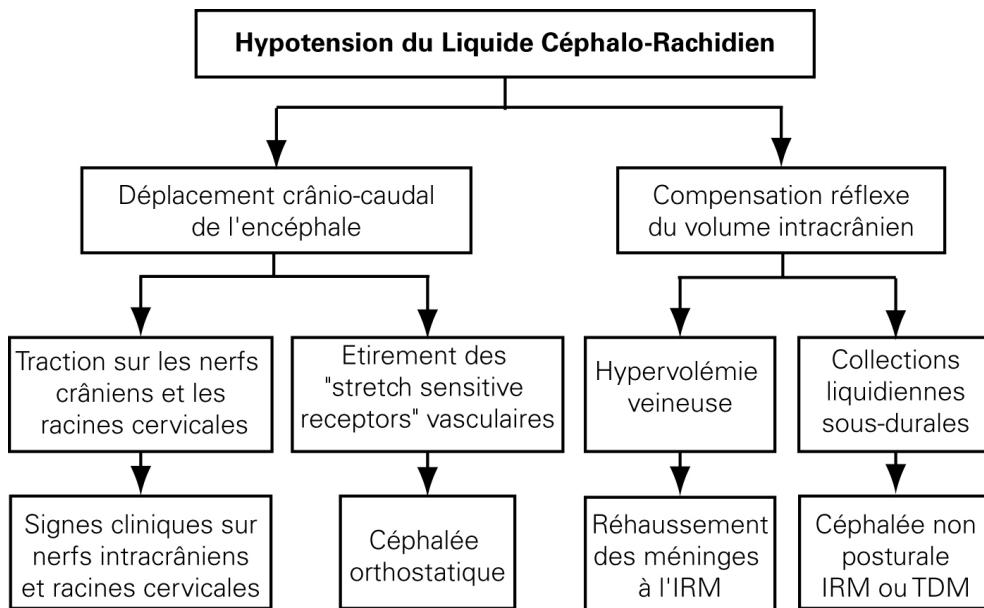 Hypotension du Liquide Céphalo-Rachidien
Déplacement crânio-caudal
de l'encéphale
Compensation réflexe
du volume intracrânien
Traction sur les nerfs
crâniens et les
racines cervicales
Etirement des
"stretch sensitive
receptors" vasculaires
Hypervolémie
veineuse
Collections
liquidiennes
sous-durales
Signes cliniques sur
nerfs intracrâniens
et racines cervicales
Céphalée
orthostatique
Réhaussement
des méninges
à l'IRM
Céphalée non
posturale
IRM ou TDM